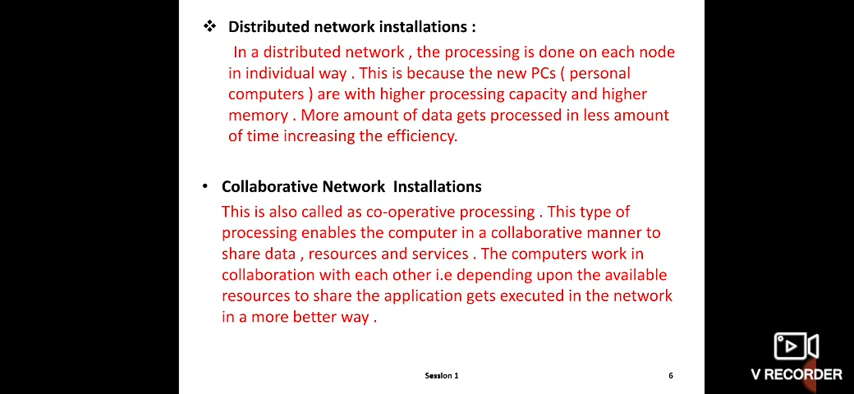 ❖ Distributed network installations :
In a distributed network , the processing is done on each node
in individual way . This is because the new PCs ( personal
computers ) are with higher processing capacity and higher
memory . More amount of data gets processed in less amount
of time increasing the efficiency.
• Collaborative Network Installations
This is also called as co-operative processing . This type of
processing enables the computer in a collaborative manner to
share data , resources and services . The computers work in
collaboration with each other i.e depending upon the available
resources to share the application gets executed in the network
in a more better way .
Session 1
6
V RECORDER